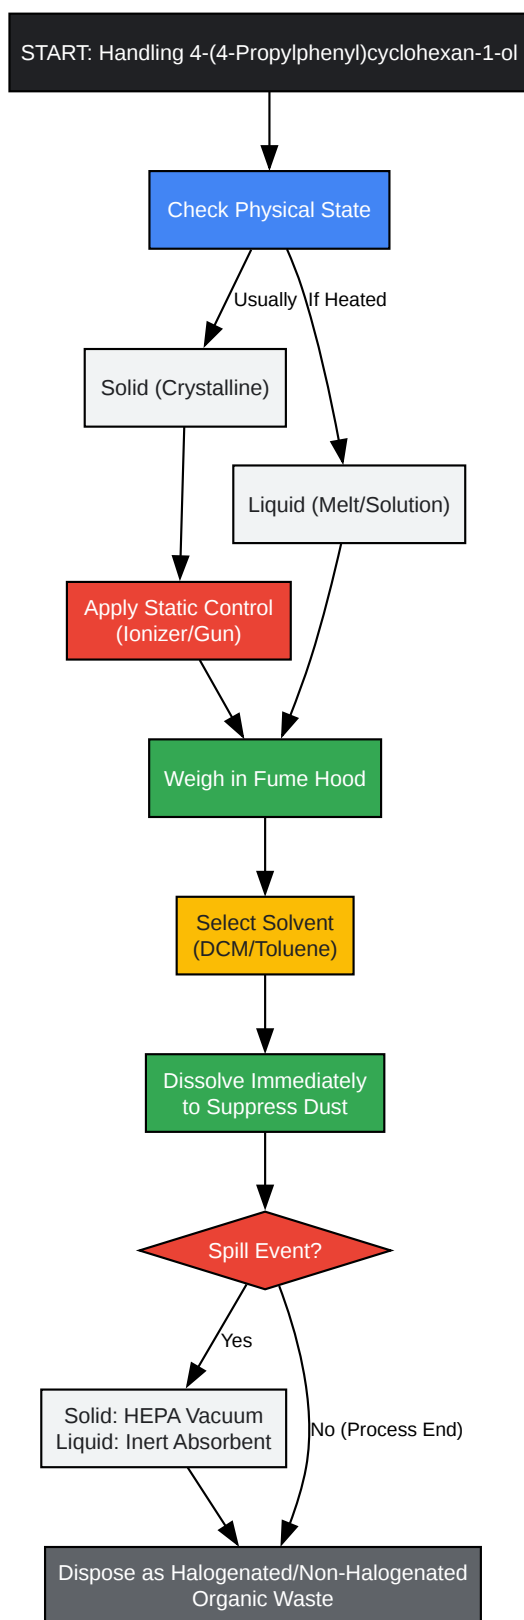 START: Handling 4-(4-Propylphenyl)cyclohexan-1-ol
Check Physical State
Usually
If Heated
Solid (Crystalline)
Liquid (Melt/Solution)
Apply Static Control
(Ionizer/Gun)
Weigh in Fume Hood
Select Solvent
(DCM/Toluene)
Dissolve Immediately
to Suppress Dust
Spill Event?
Yes
Solid: HEPA Vacuum
Liquid: Inert Absorbent
No (Process End)
Dispose as Halogenated/Non-Halogenated
Organic Waste